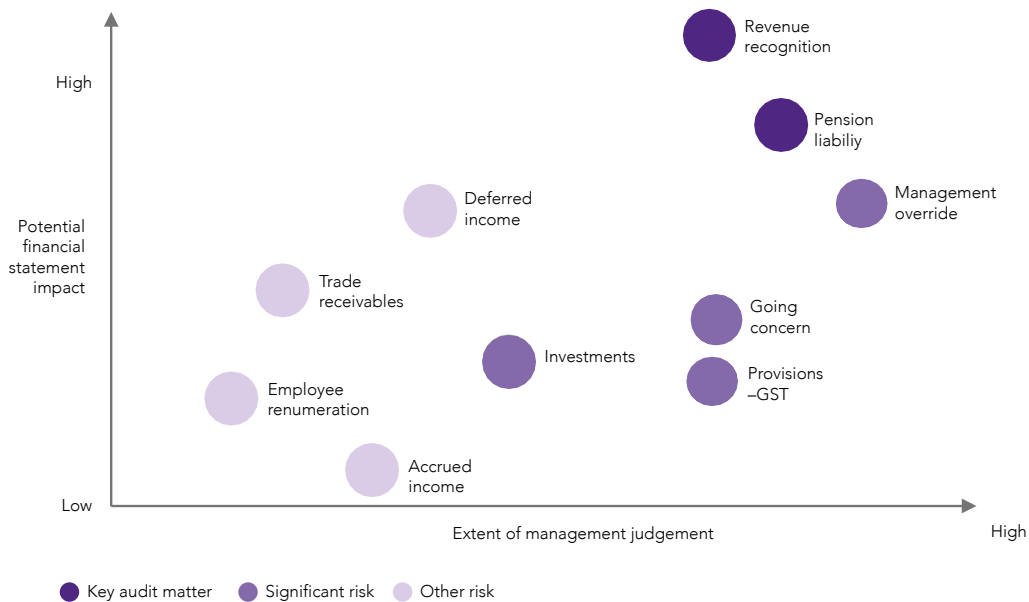 Revenue
recognition
High
Pension
liabiliy
Management
override
Deferred
income
Potential
financial
statement
impact
Trade
receivables
Going
concern
Investments
Provisions
–GST
Employee
renumeration
Accrued
income
Low
Extent of management judgement
High
Key audit matter
Significant risk
Other risk